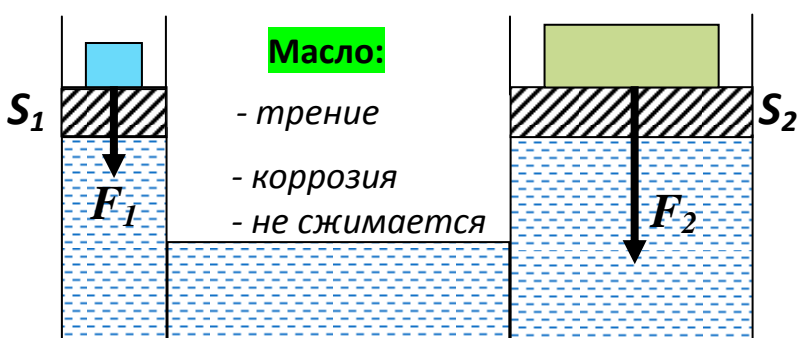 Масло:
S1
- трение
S2
- коррозия
F1
- не сжимается
F2